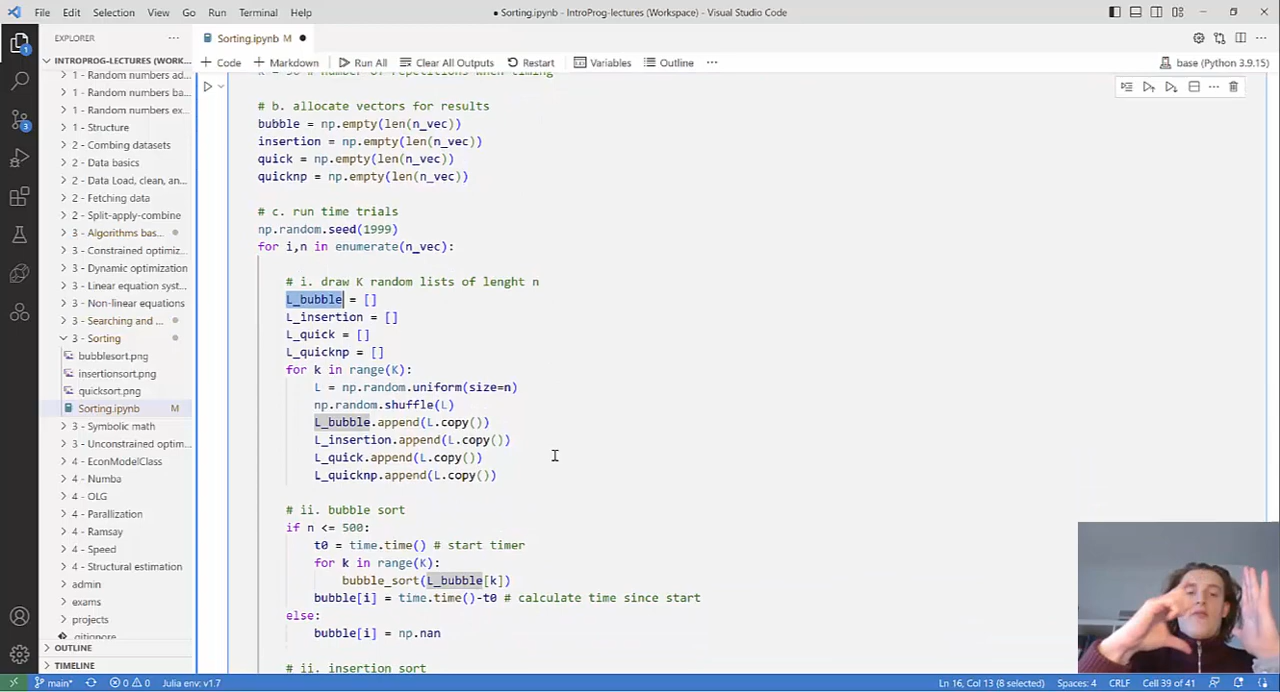 File Edit Selection View Go Run Terminal Help
● Sorting.ipynb - IntroProg-lectures (Workspace) - Visual Studio Code
EXPLORER
Sorting.ipynb M ●
INTROPROG-LECTURES (WORK...
+ Code + Markdown Run All Clear All Outputs Restart Variables Outline ...
base (Python 3.9.15)
1 - Random numbers ad...
1 - Random numbers ba...
1 - Random numbers ex...
1 - Structure
2 - Combing datasets
2 - Data basics
2 - Data Load, clean, an...
2 - Fetching data
2 - Split-apply-combine
3 - Algorithms bas...
3 - Constrained optimiz...
3 - Dynamic optimization
3 - Linear equation syst...
3 - Non-linear equations
3 - Searching and ...
3 - Sorting
bubblesort.png
insertionsort.png
quicksort.png
Sorting.ipynb M
3 - Symbolic math
3 - Unconstrained optim...
4 - EconModelClass
4 - Numba
4 - OLG
4 - Parallization
4 - Ramsay
4 - Speed
4 - Structural estimation
admin
exams
projects
.gitignore
OUTLINE
TIMELINE
K = 50 # number of repetitions when timing
# b. allocate vectors for results
bubble = np.empty(len(n_vec))
insertion = np.empty(len(n_vec))
quick = np.empty(len(n_vec))
quicknp = np.empty(len(n_vec))
# c. run time trials
np.random.seed(1999)
for i,n in enumerate(n_vec):
# i. draw K random lists of lenght n
L_bubble = []
L_insertion = []
L_quick = []
L_quicknp = []
for k in range(K):
L = np.random.uniform(size=n)
np.random.shuffle(L)
L_bubble.append(L.copy())
L_insertion.append(L.copy())
L_quick.append(L.copy())
L_quicknp.append(L.copy())
# ii. bubble sort
if n <= 500:
t0 = time.time() # start timer
for k in range(K):
bubble_sort(L_bubble[k])
bubble[i] = time.time()-t0 # calculate time since start
else:
bubble[i] = np.nan
# ii. insertion sort
main* 0 0 Julia env: v1.7
Ln 16, Col 13 (8 selected) Spaces: 4 CRLF Cell 39 of 41